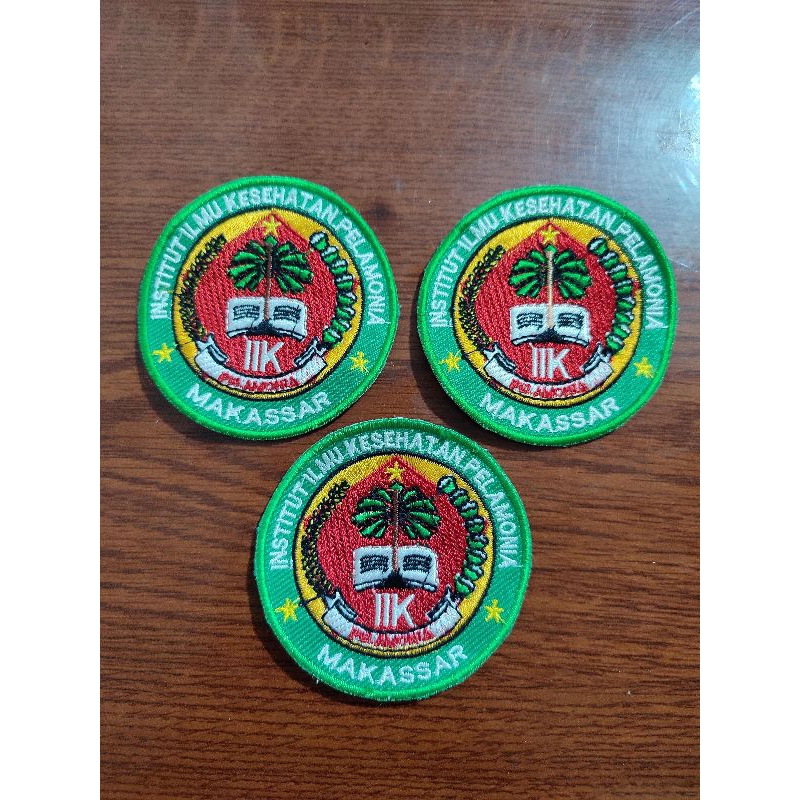 INSTITUT ILMU KESEHATAN PELAMONIA
IIK
PELAMONIA
MAKASSAR
INSTITUT ILMU KESEHATAN PELAMONIA
IIK
PELAMONIA
MAKASSAR
INSTITUT ILMU KESEHATAN PELAMONIA
IIK
PELAMONIA
MAKASSAR